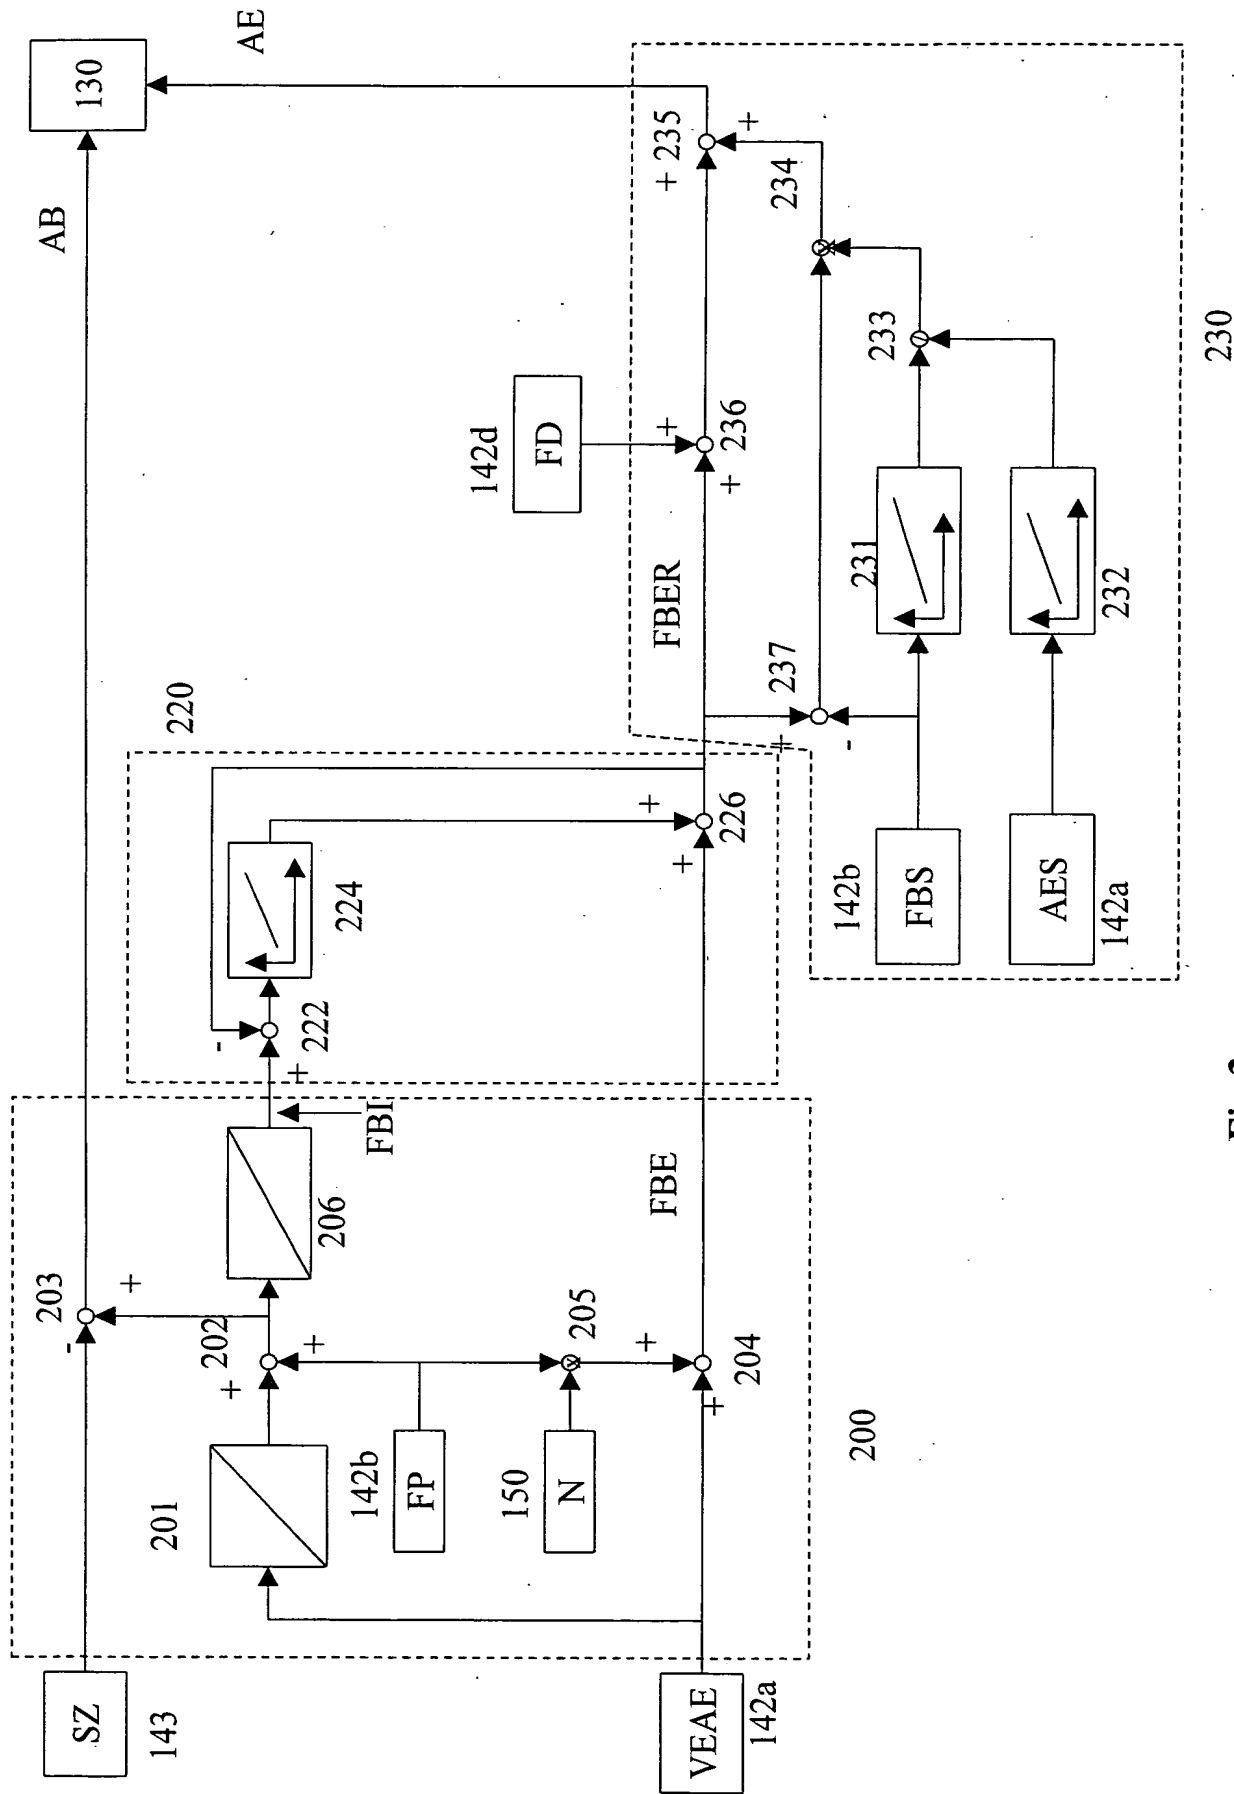 SZ
143
VEAE
142a
201
142b
FP
150
N
+
+
202
203
-
+
205
204
+
+
206
FBI
FBE
200
220
222
-
+
224
226
+
+
FBER
142b
FBS
AES
142a
237
+
-
231
232
142d
FD
+
+
236
233
234
+
+
235
230
AB
AE
130